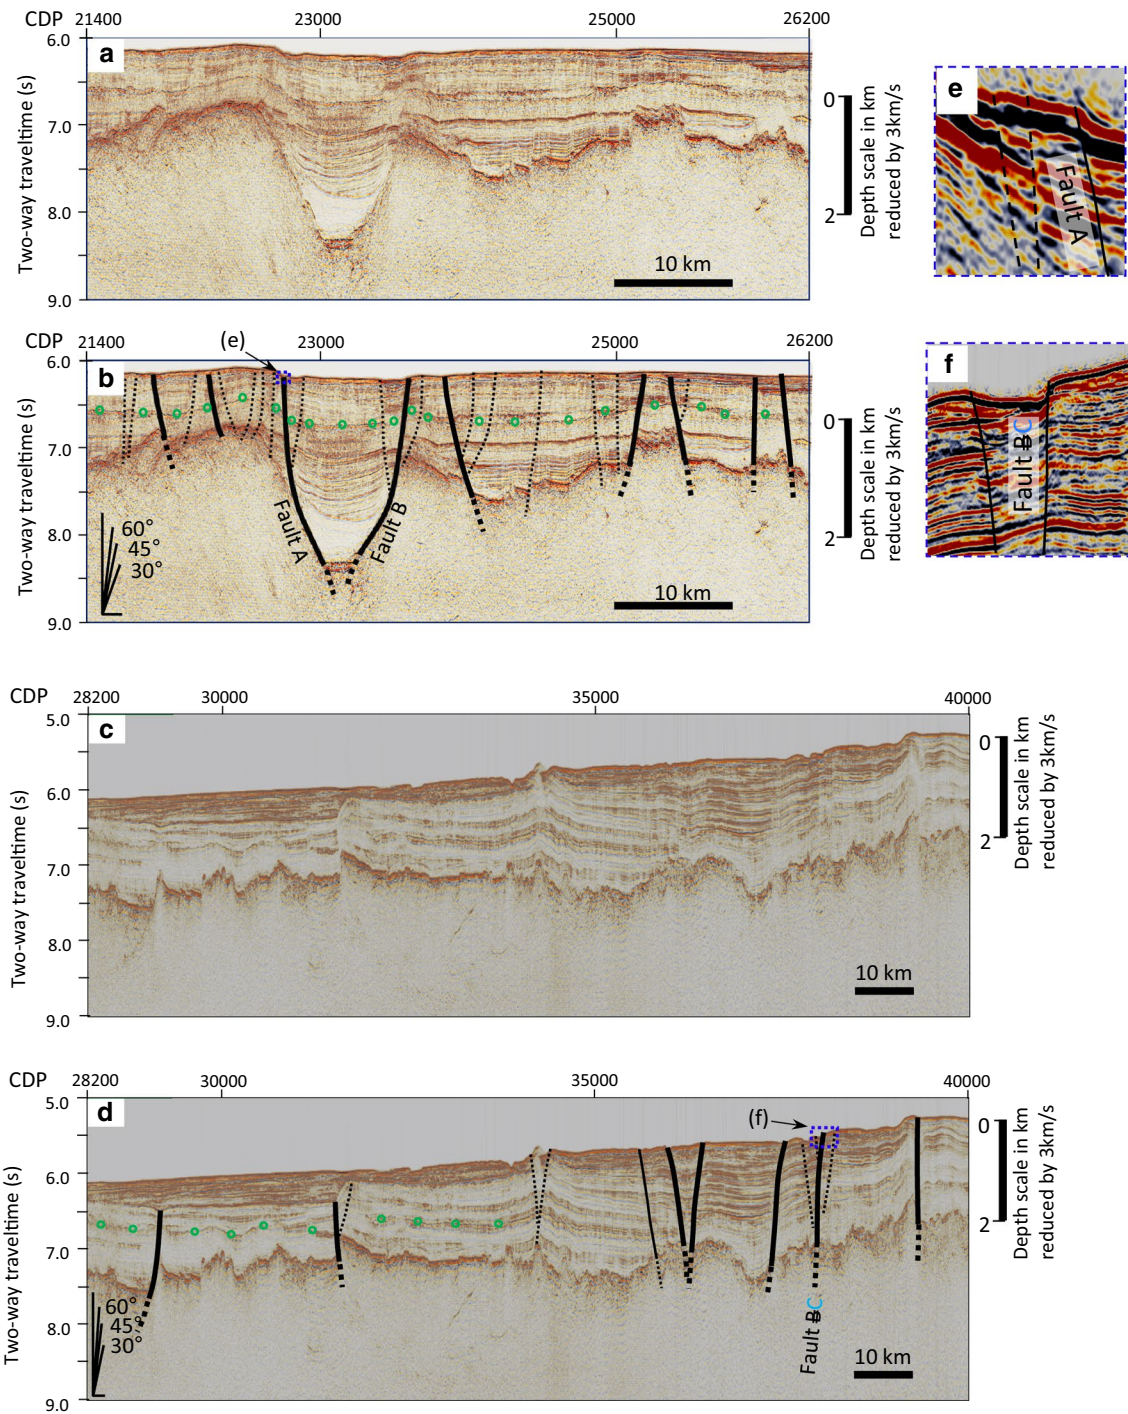 CDP
21400 23000 25000 26200
a
6.0
7.0
8.0
9.0
Two-way traveltime (s)
10 km
0
2
Depth scale in km
reduced by 3km/s
e
Fault A
CDP
21400 (e) 23000 25000 26200
b
6.0
7.0
8.0
9.0
Two-way traveltime (s)
Fault A
Fault B
60°
45°
30°
10 km
0
2
Depth scale in km
reduced by 3km/s
f
Fault BC
CDP
28200 30000 35000 40000
c
5.0
6.0
7.0
8.0
9.0
Two-way traveltime (s)
10 km
0
2
Depth scale in km
reduced by 3km/s
CDP
28200 30000 35000 40000
d
5.0
6.0
7.0
8.0
9.0
Two-way traveltime (s)
(f)
60°
45°
30°
Fault BC
10 km
0
2
Depth scale in km
reduced by 3km/s